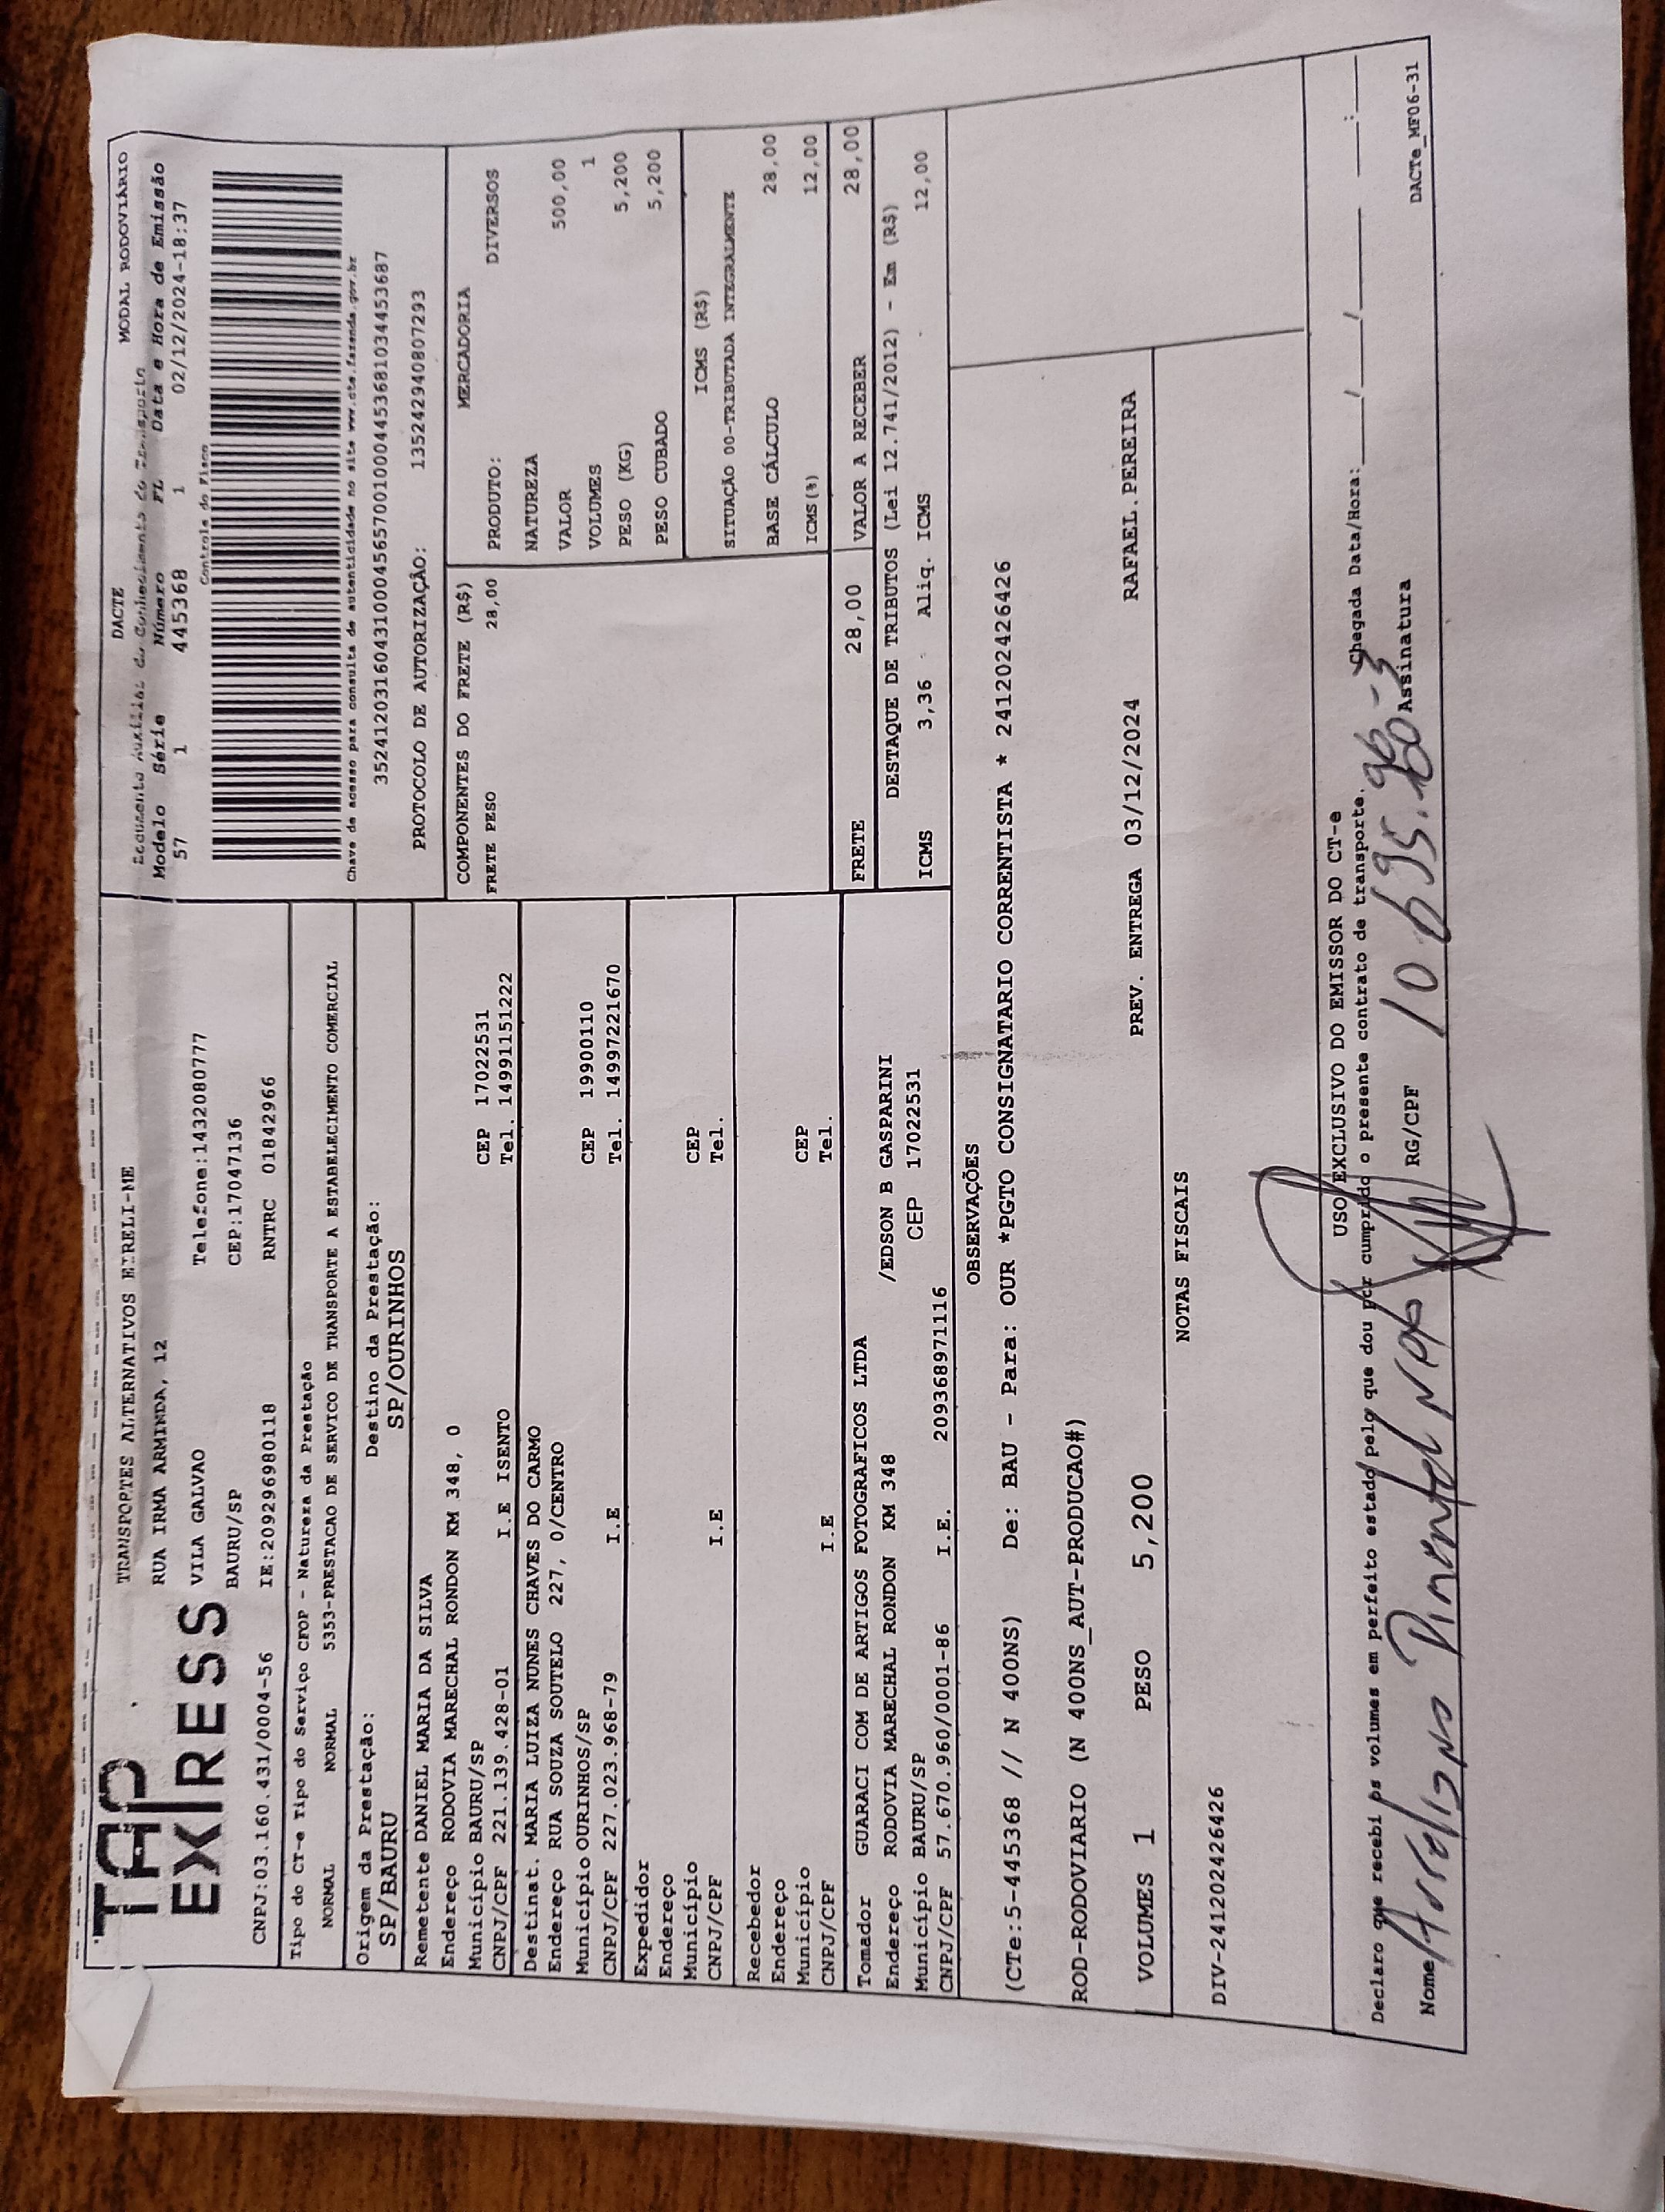 TAP EXPRESS
TRANSPORTES ALTERNATIVOS EIRELI-ME
RUA IRMA ARMINDA, 12
VILA GALVAO Telefone:1432080777
BAURU/SP CEP:17047136
CNPJ:03.160.431/0004-56 IE:209296980118 RNTRC 01842966
DACTE MODAL RODOVIÁRIO
Documento Auxiliar do Conhecimento de Transporte
Modelo Série Número FL Data e Hora de Emissão
57 1 445368 1 02/12/2024-18:37
Controle do Fisco
Chave de acesso para consulta de autenticidade no site www.cte.fazenda.gov.br
35241203160431000456570010004453681034453687
PROTOCOLO DE AUTORIZAÇÃO: 135242940807293
Tipo do CT-e Tipo do Serviço CFOP - Natureza da Prestação
NORMAL NORMAL 5353-PRESTACAO DE SERVICO DE TRANSPORTE A ESTABELECIMENTO COMERCIAL
Origem da Prestação: Destino da Prestação:
SP/BAURU SP/OURINHOS
Remetente DANIEL MARIA DA SILVA
Endereço RODOVIA MARECHAL RONDON KM 348, 0
Município BAURU/SP CEP 17022531
CNPJ/CPF 221.139.428-01 I.E ISENTO Tel. 14991151222
Destinat. MARIA LUIZA NUNES CHAVES DO CARMO
Endereço RUA SOUZA SOUTELO 227, 0/CENTRO
Município OURINHOS/SP CEP 19900110
CNPJ/CPF 227.023.968-79 I.E Tel. 14997221670
Expedidor
Endereço
Município CEP
CNPJ/CPF I.E Tel.
Recebedor
Endereço
Município CEP
CNPJ/CPF I.E Tel.
Tomador GUARACI COM DE ARTIGOS FOTOGRAFICOS LTDA
Endereço RODOVIA MARECHAL RONDON KM 348 /EDSON B GASPARINI
Município BAURU/SP CEP 17022531
CNPJ/CPF 57.670.960/0001-86 I.E. 209368971116
COMPONENTES DO FRETE (R$)
FRETE PESO 28,00
MERCADORIA
PRODUTO: DIVERSOS
NATUREZA
VALOR 500,00
VOLUMES 1
PESO (KG) 5,200
PESO CUBADO 5,200
ICMS (R$)
SITUAÇÃO 00-TRIBUTADA INTEGRALMENTE
BASE CÁLCULO 28,00
ICMS(%) 12,00
FRETE 28,00 VALOR A RECEBER 28,00
DESTAQUE DE TRIBUTOS (Lei 12.741/2012) - Em (R$)
ICMS 3,36 Aliq. ICMS 12,00
OBSERVAÇÕES
(CTe:5-445368 // N 400NS) De: BAU - Para: OUR *PGTO CONSIGNATARIO CORRENTISTA * 241202426426
ROD-RODOVIARIO (N 400NS_AUT-PRODUCAO#)
VOLUMES 1 PESO 5,200 PREV. ENTREGA 03/12/2024 RAFAEL.PEREIRA
NOTAS FISCAIS
DIV-241202426426
USO EXCLUSIVO DO EMISSOR DO CT-e
Declaro que recebi os volumes em perfeito estado pelo que dou por cumprido o presente contrato de transporte. Chegada Data/Hora:___/___/___ ___:___
Nome RG/CPF Assinatura
DACTe_MF06-31